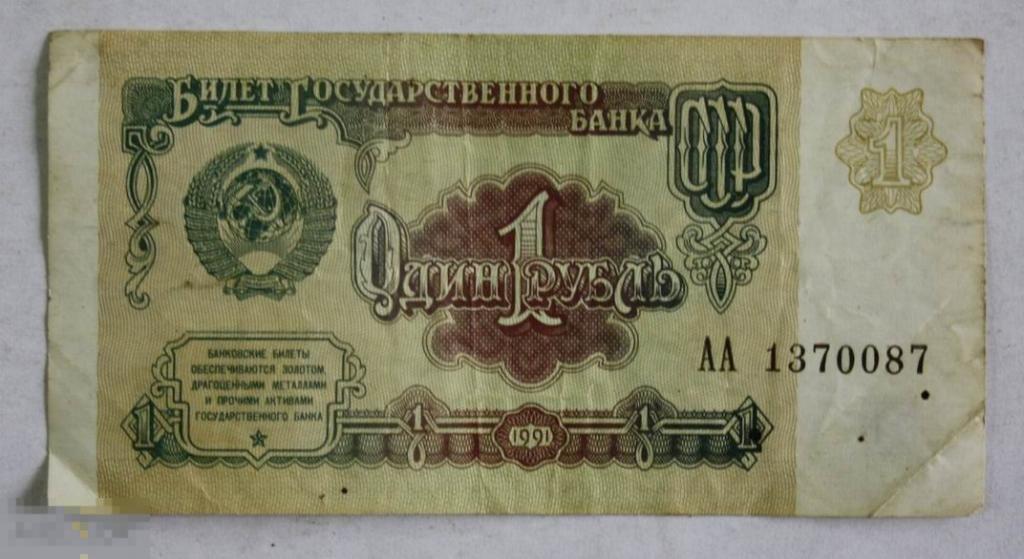 Билет Государственного
Банка
СССР
1
Один 1 рубль
АА 1370087
БАНКОВСКИЕ БИЛЕТЫ
ОБЕСПЕЧИВАЮТСЯ ЗОЛОТОМ,
ДРАГОЦЕННЫМИ МЕТАЛЛАМИ
И ПРОЧИМИ АКТИВАМИ
ГОСУДАРСТВЕННОГО БАНКА
1 1 1991 1 1